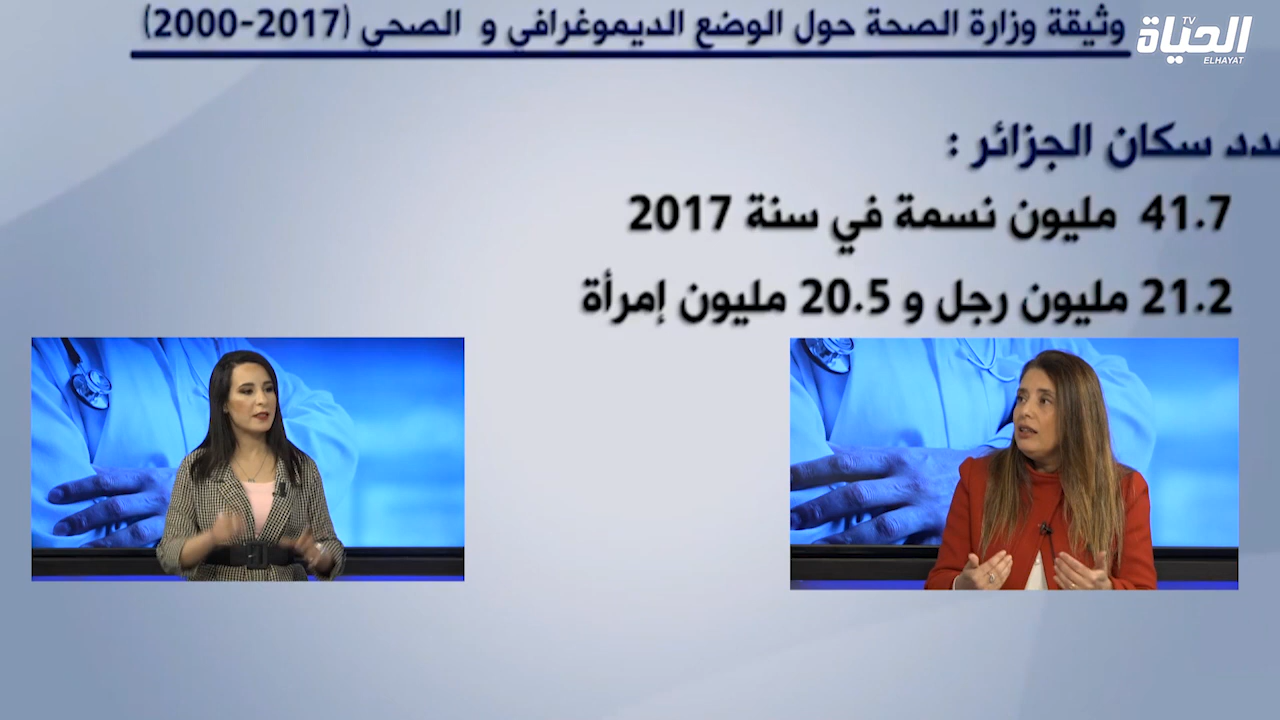 وثيقة وزارة الصحة حول الوضع الديموغرافي و الصحي (2017-2000)
الحياة
TV
ELHAYAT
سكان الجزائر :
41.7 مليون نسمة في سنة 2017
21.2 مليون رجل و 20.5 مليون إمرأة